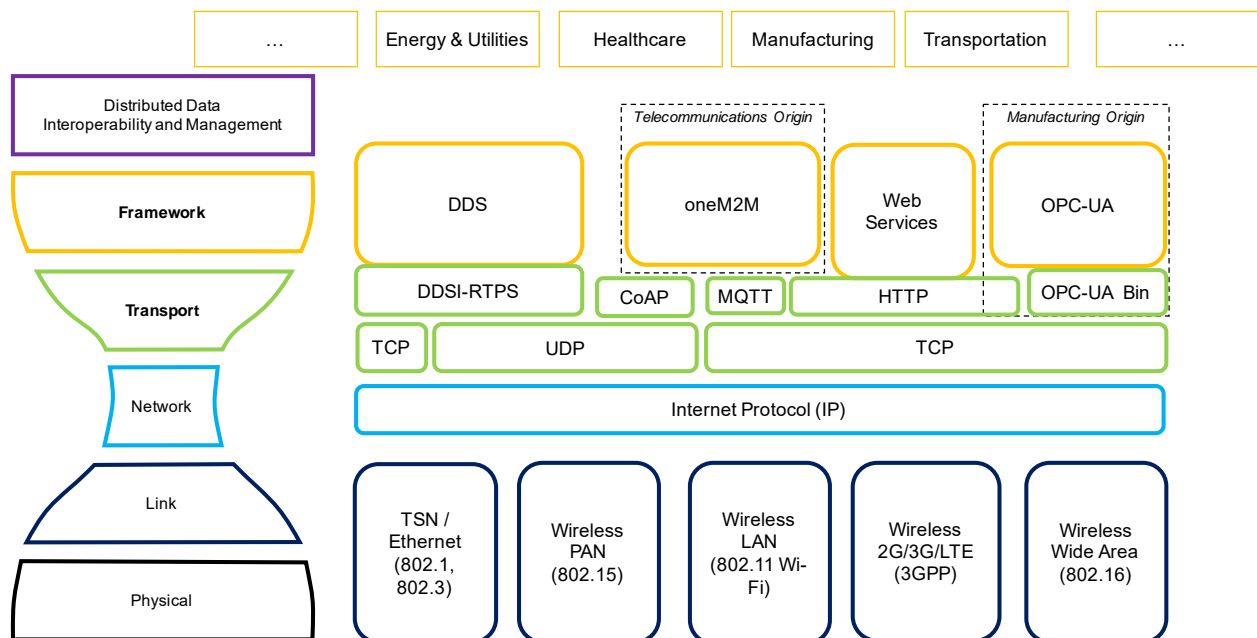 …
Energy & Utilities
Healthcare
Manufacturing
Transportation
…
Distributed Data
Interoperability and Management
Telecommunications Origin
Manufacturing Origin
Framework
DDS
oneM2M
Web
Services
OPC-UA
Transport
DDSI-RTPS
CoAP
MQTT
HTTP
OPC-UA Bin
TCP
UDP
TCP
Network
Internet Protocol (IP)
Link
TSN /
Ethernet
(802.1,
802.3)
Wireless
PAN
(802.15)
Wireless
LAN
(802.11 Wi-
Fi)
Wireless
2G/3G/LTE
(3GPP)
Wireless
Wide Area
(802.16)
Physical